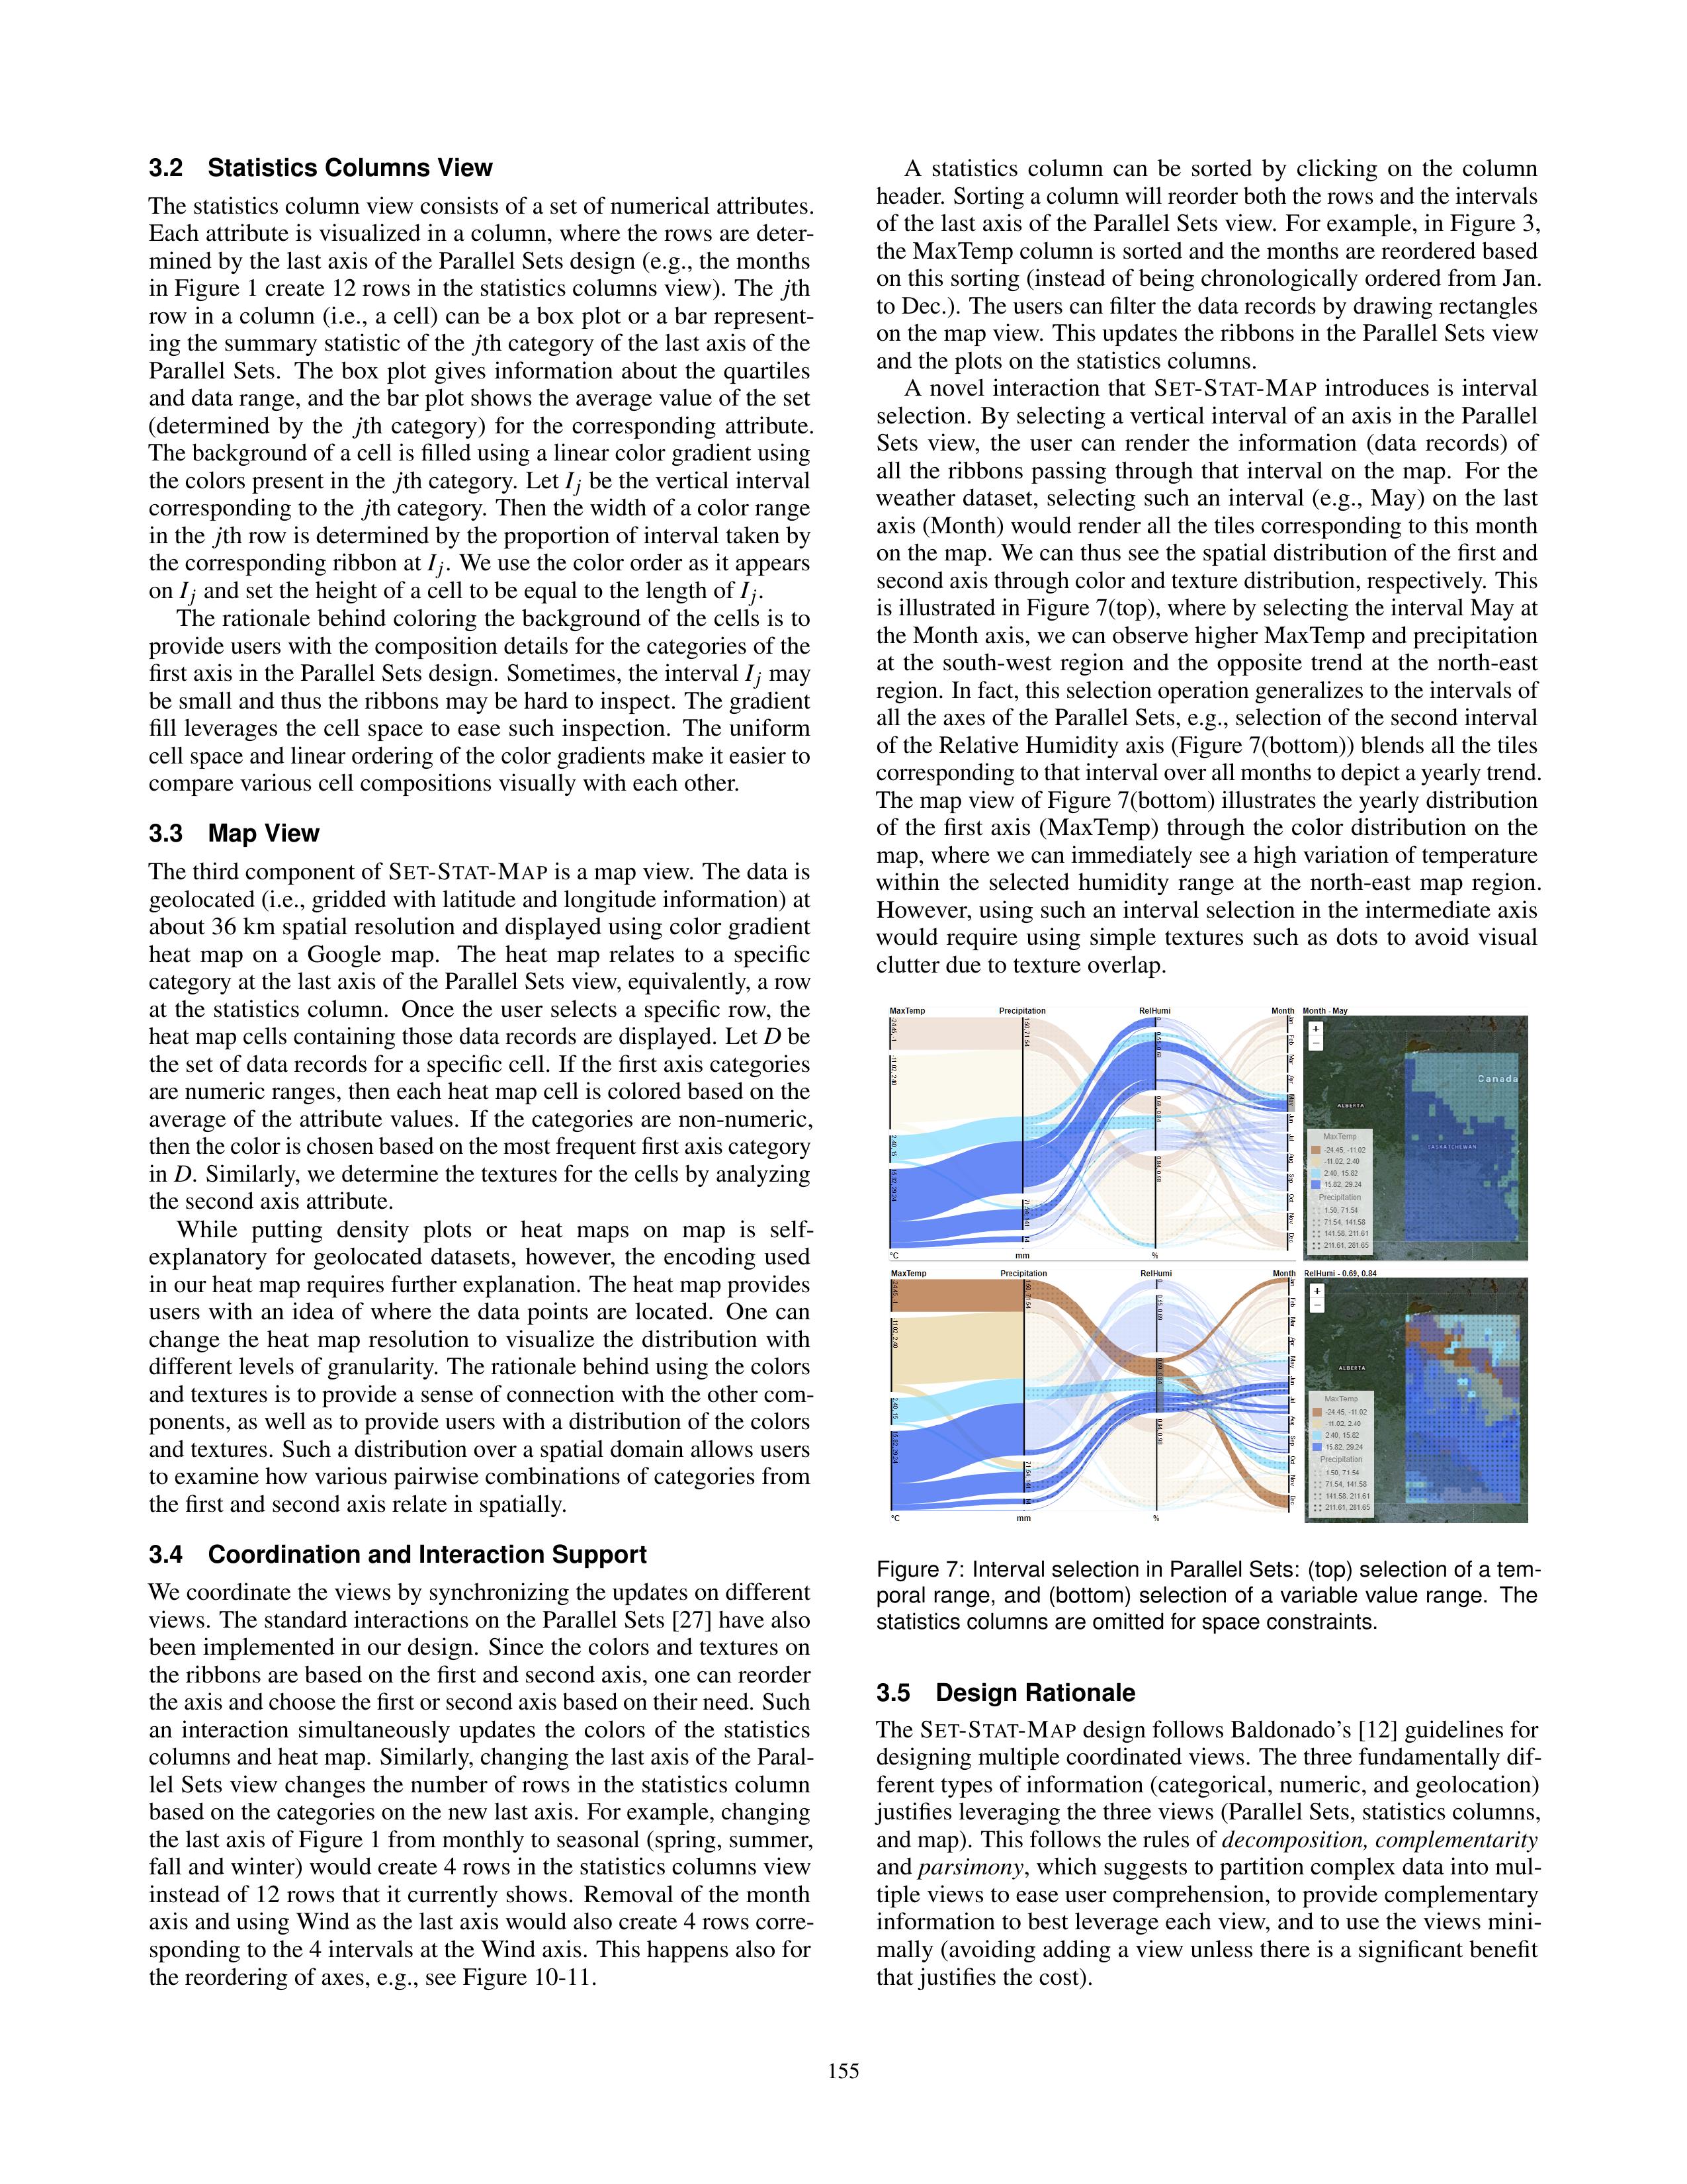 3.2 Statistics Columns View
The statistics column view consists of a set of numerical attributes.
Each attribute is visualized in a column, where the rows are deter-
mined by the last axis of the Parallel Sets design (e.g., the months
in Figure 1 create 12 rows in the statistics columns view). The jth
row in a column (i.e., a cell) can be a box plot or a bar represent-
ing the summary statistic of the jth category of the last axis of the
Parallel Sets. The box plot gives information about the quartiles
and data range, and the bar plot shows the average value of the set
(determined by the jth category) for the corresponding attribute.
The background of a cell is filled using a linear color gradient using
the colors present in the jth category. Let Ij be the vertical interval
corresponding to the jth category. Then the width of a color range
in the jth row is determined by the proportion of interval taken by
the corresponding ribbon at Ij. We use the color order as it appears
on Ij and set the height of a cell to be equal to the length of Ij.
The rationale behind coloring the background of the cells is to
provide users with the composition details for the categories of the
first axis in the Parallel Sets design. Sometimes, the interval Ij may
be small and thus the ribbons may be hard to inspect. The gradient
fill leverages the cell space to ease such inspection. The uniform
cell space and linear ordering of the color gradients make it easier to
compare various cell compositions visually with each other.
3.3 Map View
The third component of SET-STAT-MAP is a map view. The data is
geolocated (i.e., gridded with latitude and longitude information) at
about 36 km spatial resolution and displayed using color gradient
heat map on a Google map. The heat map relates to a specific
category at the last axis of the Parallel Sets view, equivalently, a row
at the statistics column. Once the user selects a specific row, the
heat map cells containing those data records are displayed. Let D be
the set of data records for a specific cell. If the first axis categories
are numeric ranges, then each heat map cell is colored based on the
average of the attribute values. If the categories are non-numeric,
then the color is chosen based on the most frequent first axis category
in D. Similarly, we determine the textures for the cells by analyzing
the second axis attribute.
While putting density plots or heat maps on map is self-
explanatory for geolocated datasets, however, the encoding used
in our heat map requires further explanation. The heat map provides
users with an idea of where the data points are located. One can
change the heat map resolution to visualize the distribution with
different levels of granularity. The rationale behind using the colors
and textures is to provide a sense of connection with the other com-
ponents, as well as to provide users with a distribution of the colors
and textures. Such a distribution over a spatial domain allows users
to examine how various pairwise combinations of categories from
the first and second axis relate in spatially.
3.4 Coordination and Interaction Support
We coordinate the views by synchronizing the updates on different
views. The standard interactions on the Parallel Sets [27] have also
been implemented in our design. Since the colors and textures on
the ribbons are based on the first and second axis, one can reorder
the axis and choose the first or second axis based on their need. Such
an interaction simultaneously updates the colors of the statistics
columns and heat map. Similarly, changing the last axis of the Paral-
lel Sets view changes the number of rows in the statistics column
based on the categories on the new last axis. For example, changing
the last axis of Figure 1 from monthly to seasonal (spring, summer,
fall and winter) would create 4 rows in the statistics columns view
instead of 12 rows that it currently shows. Removal of the month
axis and using Wind as the last axis would also create 4 rows corre-
sponding to the 4 intervals at the Wind axis. This happens also for
the reordering of axes, e.g., see Figure 10-11.
A statistics column can be sorted by clicking on the column
header. Sorting a column will reorder both the rows and the intervals
of the last axis of the Parallel Sets view. For example, in Figure 3,
the MaxTemp column is sorted and the months are reordered based
on this sorting (instead of being chronologically ordered from Jan.
to Dec.). The users can filter the data records by drawing rectangles
on the map view. This updates the ribbons in the Parallel Sets view
and the plots on the statistics columns.
A novel interaction that SET-STAT-MAP introduces is interval
selection. By selecting a vertical interval of an axis in the Parallel
Sets view, the user can render the information (data records) of
all the ribbons passing through that interval on the map. For the
weather dataset, selecting such an interval (e.g., May) on the last
axis (Month) would render all the tiles corresponding to this month
on the map. We can thus see the spatial distribution of the first and
second axis through color and texture distribution, respectively. This
is illustrated in Figure 7(top), where by selecting the interval May at
the Month axis, we can observe higher MaxTemp and precipitation
at the south-west region and the opposite trend at the north-east
region. In fact, this selection operation generalizes to the intervals of
all the axes of the Parallel Sets, e.g., selection of the second interval
of the Relative Humidity axis (Figure 7(bottom)) blends all the tiles
corresponding to that interval over all months to depict a yearly trend.
The map view of Figure 7(bottom) illustrates the yearly distribution
of the first axis (MaxTemp) through the color distribution on the
map, where we can immediately see a high variation of temperature
within the selected humidity range at the north-east map region.
However, using such an interval selection in the intermediate axis
would require using simple textures such as dots to avoid visual
clutter due to texture overlap.
MaxTemp Precipitation RelHumi Month Month - May
Canada
ALBERTA
SASKATCHEWAN
MaxTemp
-24.45, -11.02
-11.02, 2.40
2.40, 15.82
15.82, 29.24
Precipitation
1.50, 71.54
71.54, 141.58
141.58, 211.61
211.61, 281.65
°C mm %
MaxTemp Precipitation RelHumi Month RelHumi - 0.69, 0.84
ALBERTA
MaxTemp
-24.45, -11.02
-11.02, 2.40
2.40, 15.82
15.82, 29.24
Precipitation
1.50, 71.54
71.54, 141.58
141.58, 211.61
211.61, 281.65
°C mm %
Figure 7: Interval selection in Parallel Sets: (top) selection of a tem-
poral range, and (bottom) selection of a variable value range. The
statistics columns are omitted for space constraints.
3.5 Design Rationale
The SET-STAT-MAP design follows Baldonado's [12] guidelines for
designing multiple coordinated views. The three fundamentally dif-
ferent types of information (categorical, numeric, and geolocation)
justifies leveraging the three views (Parallel Sets, statistics columns,
and map). This follows the rules of decomposition, complementarity
and parsimony, which suggests to partition complex data into mul-
tiple views to ease user comprehension, to provide complementary
information to best leverage each view, and to use the views mini-
mally (avoiding adding a view unless there is a significant benefit
that justifies the cost).
155